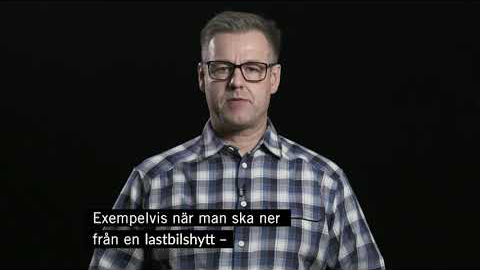 Exempelvis när man ska ner
från en lastbilshytt –